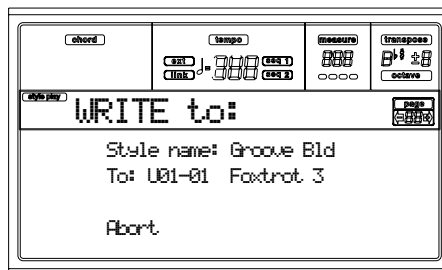 chord tempo measure transpose
ext seq 1
link seq 2
octave
style play page
WRITE to:
Style name: Groove Bld
To: U01-01 Foxtrot 3
Abort